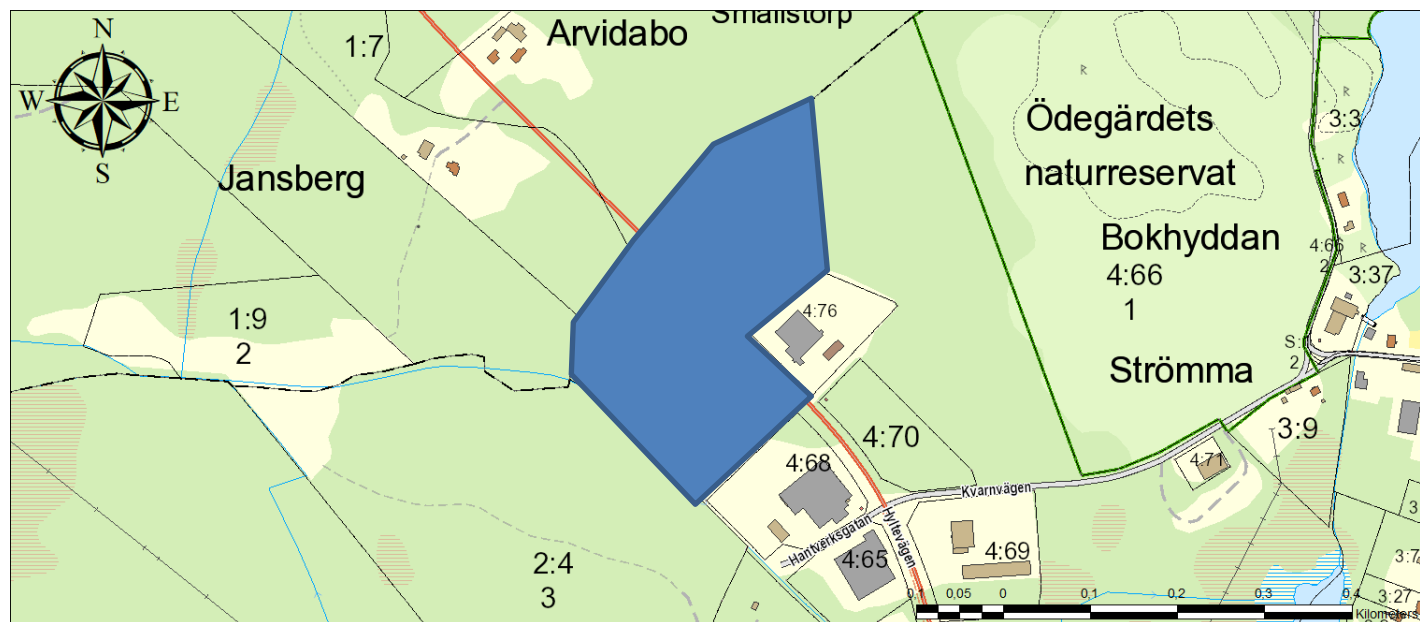 Smällstorp
Arvidabo
1:7
N
W
E
S
Jansberg
Ödegärdets
naturreservat
3:3
Bokhyddan
4:66
1
4:66
2
3:37
1:9
2
4:76
S:
2
Strömma
4:70
3:9
4:71
4:68
Kvarnvägen
Hantverksgatan
Hyltevägen
4:65
4:69
2:4
3
3:27
0,1 0,05 0 0,1 0,2 0,3 0,4
Kilometers